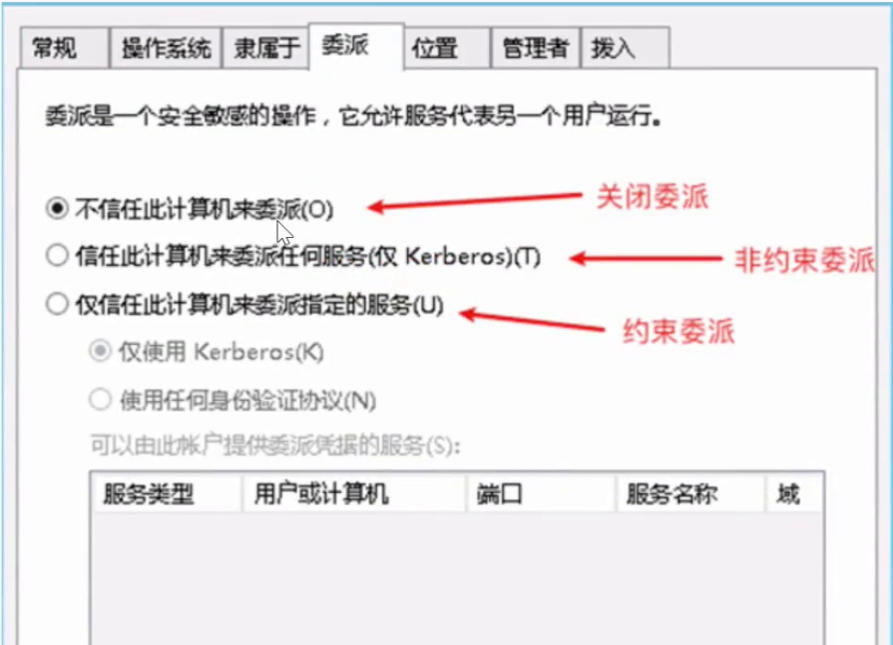 常规 操作系统 隶属于 委派 位置 管理者 拨入
委派是一个安全敏感的操作，它允许服务代表另一个用户运行。
不信任此计算机来委派(O) 关闭委派
信任此计算机来委派任何服务(仅 Kerberos)(T) 非约束委派
仅信任此计算机来委派指定的服务(U) 约束委派
仅使用 Kerberos(K)
使用任何身份验证协议(N)
可以由此帐户提供委派凭据的服务(S):
服务类型 用户或计算机 端口 服务名称 域